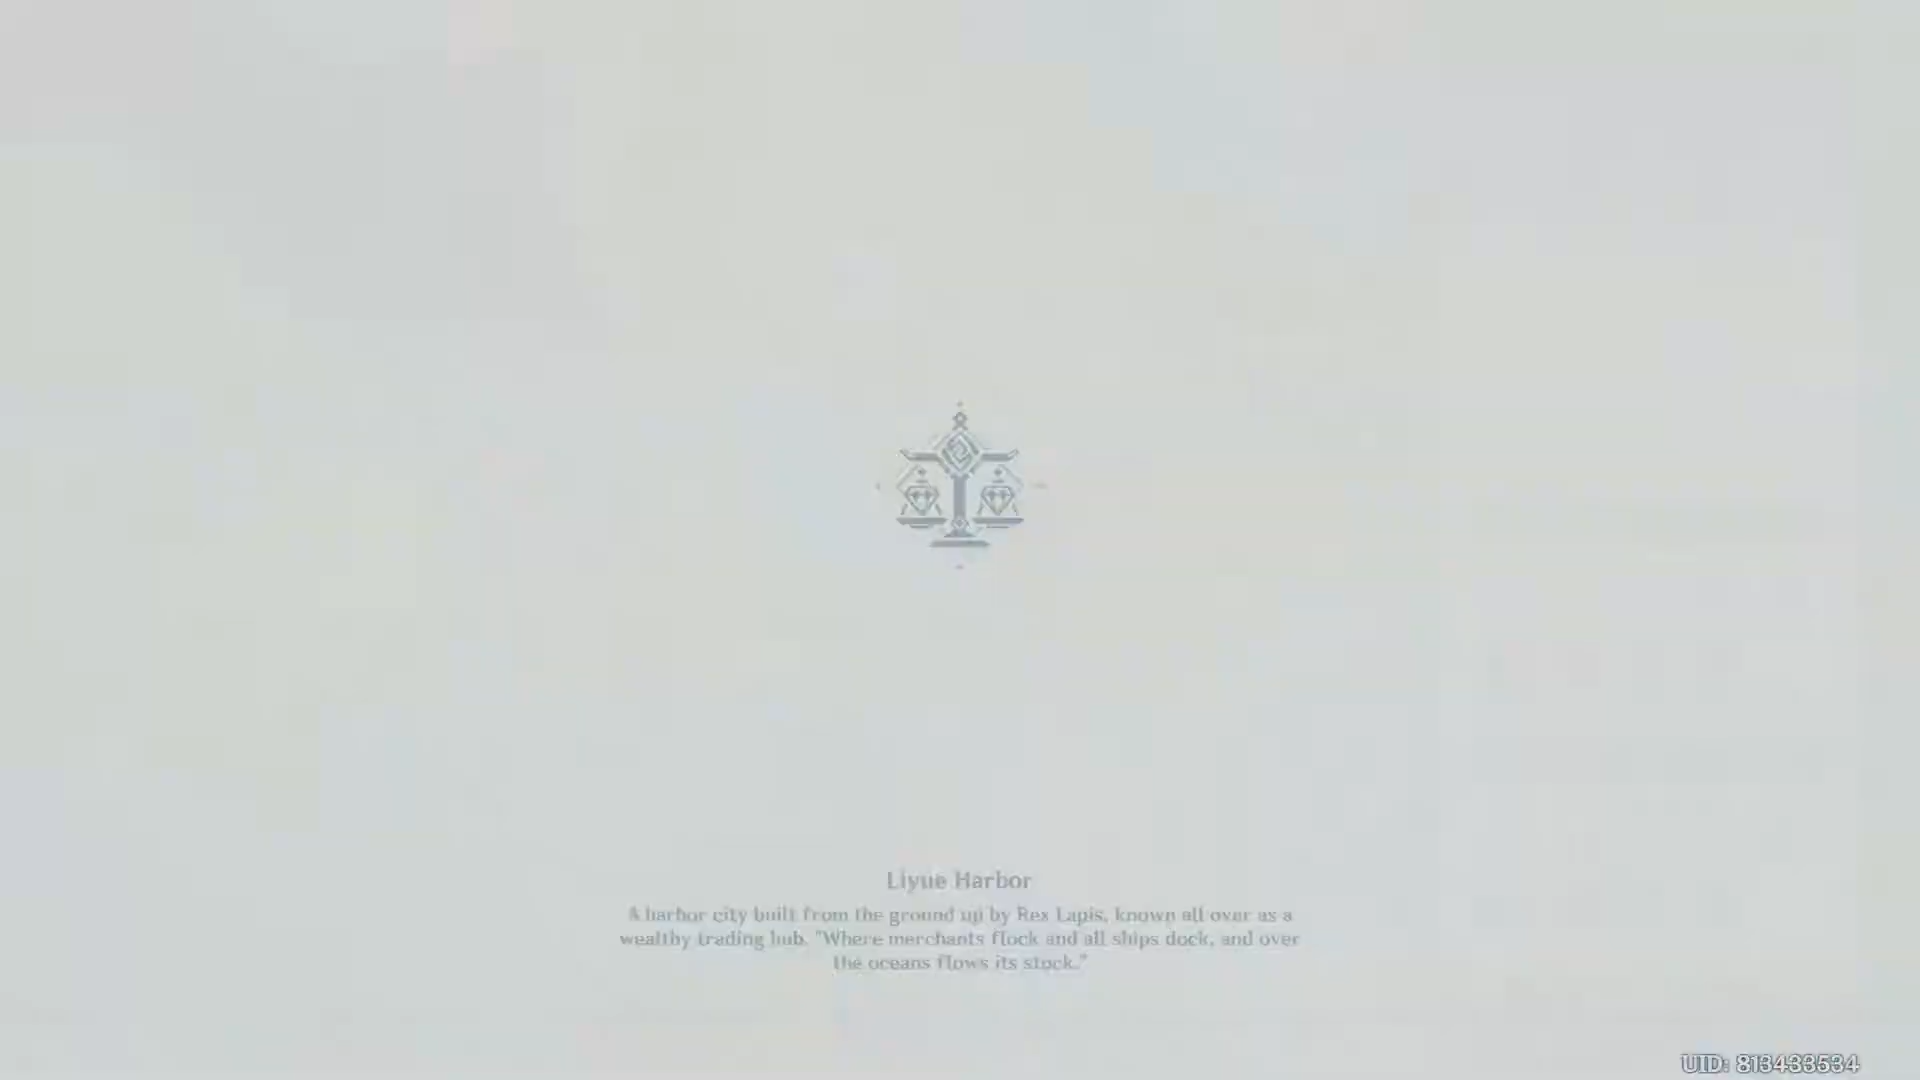 Liyue Harbor
A harbor city built from the ground up by Rex Lapis, known all over as a
wealthy trading hub. "Where merchants flock and all ships dock, and over
the oceans flows its stock."
UID: 813433534